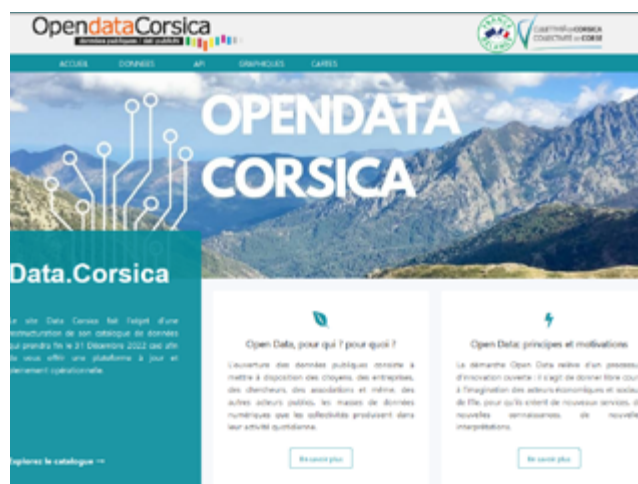 OpendataCorsica
données publiques / dati publichi
FRANCE
RELANCE
CULLETTIVITÀ DI CORSICA
COLLECTIVITÉ DE CORSE
ACCUEIL DONNEES API GRAPHIQUES CARTES
OPENDATA
CORSICA
Data.Corsica
Le site Data Corsica fait l'objet d'une
restructuration de son catalogue de données
qui prendra fin le 31 Décembre 2022 ceci afin
de vous offrir une plateforme à jour et
pleinement opérationnelle.
Explorez le catalogue →
Open Data, pour qui ? pour quoi ?
L'ouverture des données publiques consiste à
mettre à disposition des citoyens, des entreprises,
des chercheurs, des associations et même, des
autres acteurs publics, les masses de données
numériques que les collectivités produisent dans
leur activité quotidienne.
En savoir plus
Open Data: principes et motivations
La démarche Open Data relève d'un processus
d'innovation ouverte : il s'agit de donner libre cours
à l'imagination des acteurs économiques et sociaux
de l'île, pour qu'ils créent de nouveaux services, de
nouvelles connaissances, de nouvelles
interprétations.
En savoir plus